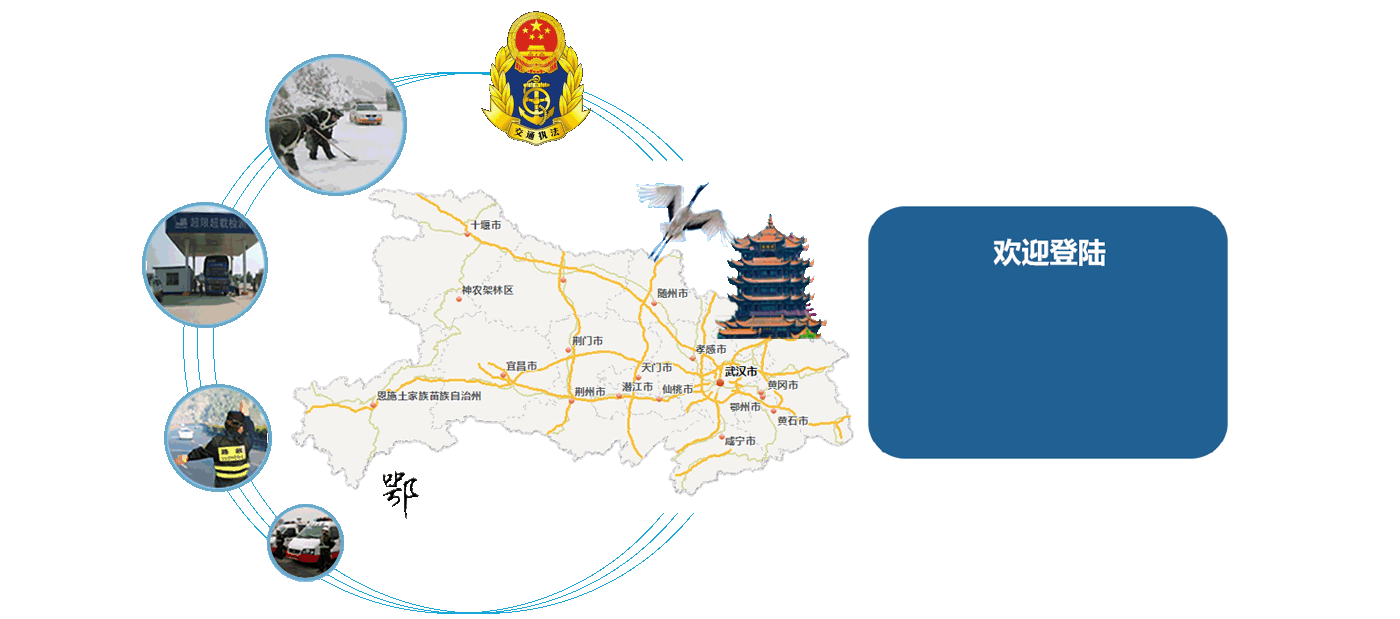 交通执法
超限超载检测
十堰市
神农架林区
随州市
荆门市
孝感市
宜昌市
天门市
武汉市
恩施土家族苗族自治州
荆州市
潜江市
仙桃市
黄冈市
鄂州市
黄石市
咸宁市
鄂
路政
欢迎登陆